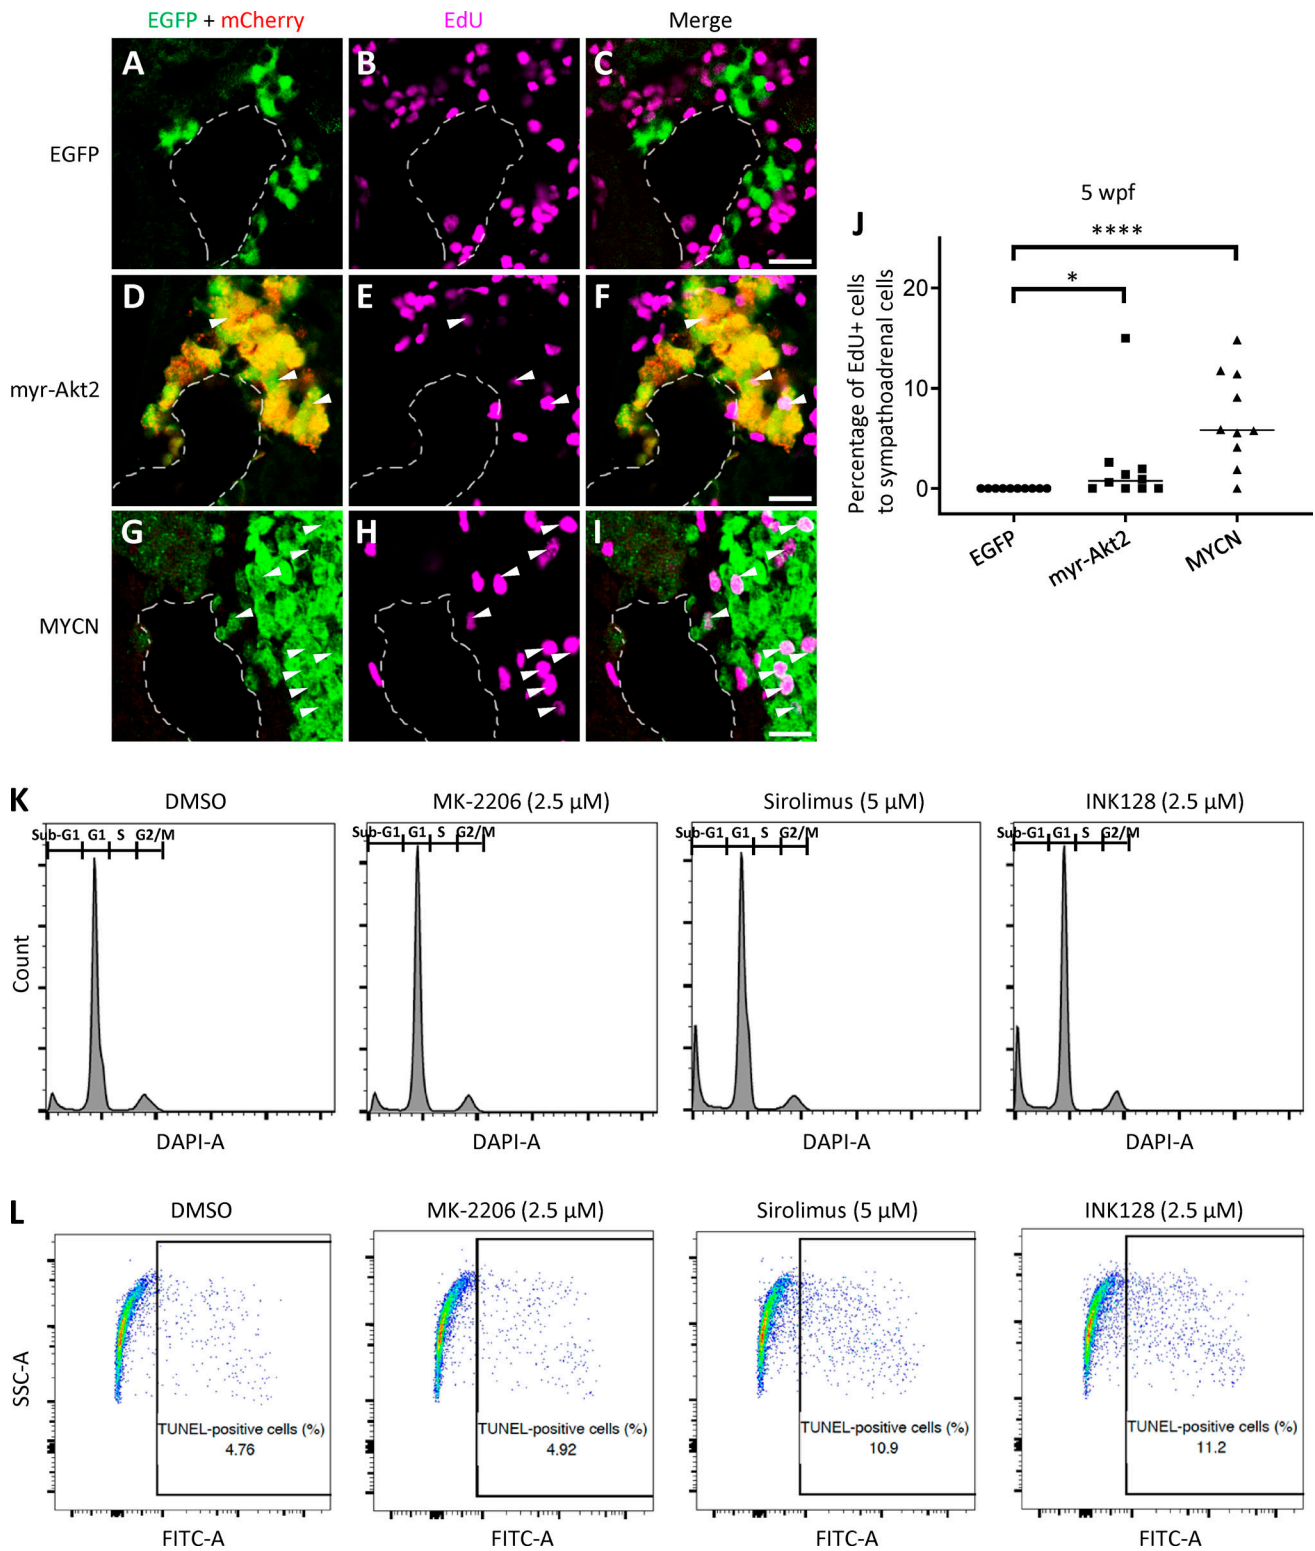 EGFP + mCherry EdU Merge
A B C
EGFP
D E F
myr-Akt2
G H I
MYCN
J
5 wpf
****
*
Percentage of EdU+ cells
to sympathoadrenal cells
20
10
0
EGFP myr-Akt2 MYCN
K
DMSO MK-2206 (2.5 μM) Sirolimus (5 μM) INK128 (2.5 μM)
Sub-G1 G1 S G2/M Sub-G1 G1 S G2/M Sub-G1 G1 S G2/M Sub-G1 G1 S G2/M
Count
DAPI-A DAPI-A DAPI-A DAPI-A
L
DMSO MK-2206 (2.5 μM) Sirolimus (5 μM) INK128 (2.5 μM)
SSC-A
TUNEL-positive cells (%) TUNEL-positive cells (%) TUNEL-positive cells (%) TUNEL-positive cells (%)
4.76 4.92 10.9 11.2
FITC-A FITC-A FITC-A FITC-A